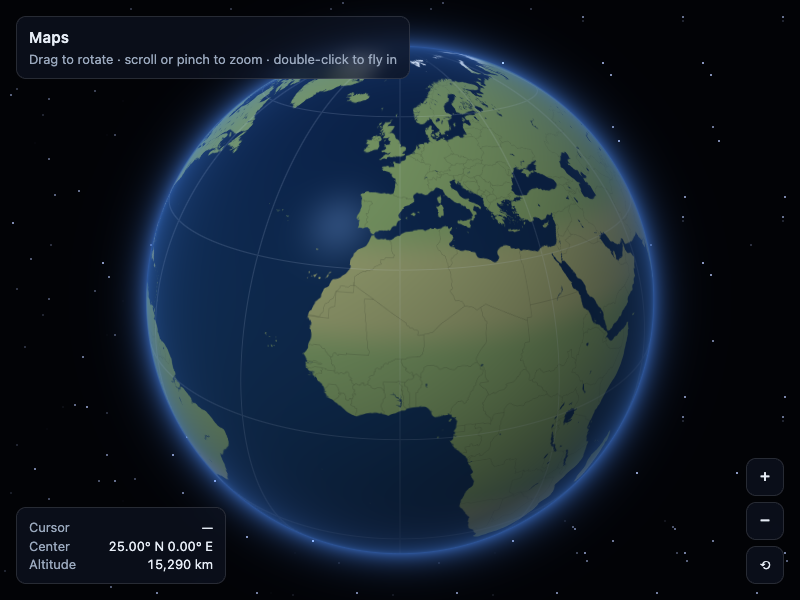 Maps
Drag to rotate · scroll or pinch to zoom · double-click to fly in
Cursor —
Center 25.00° N 0.00° E
Altitude 15,290 km
+
−
⟲